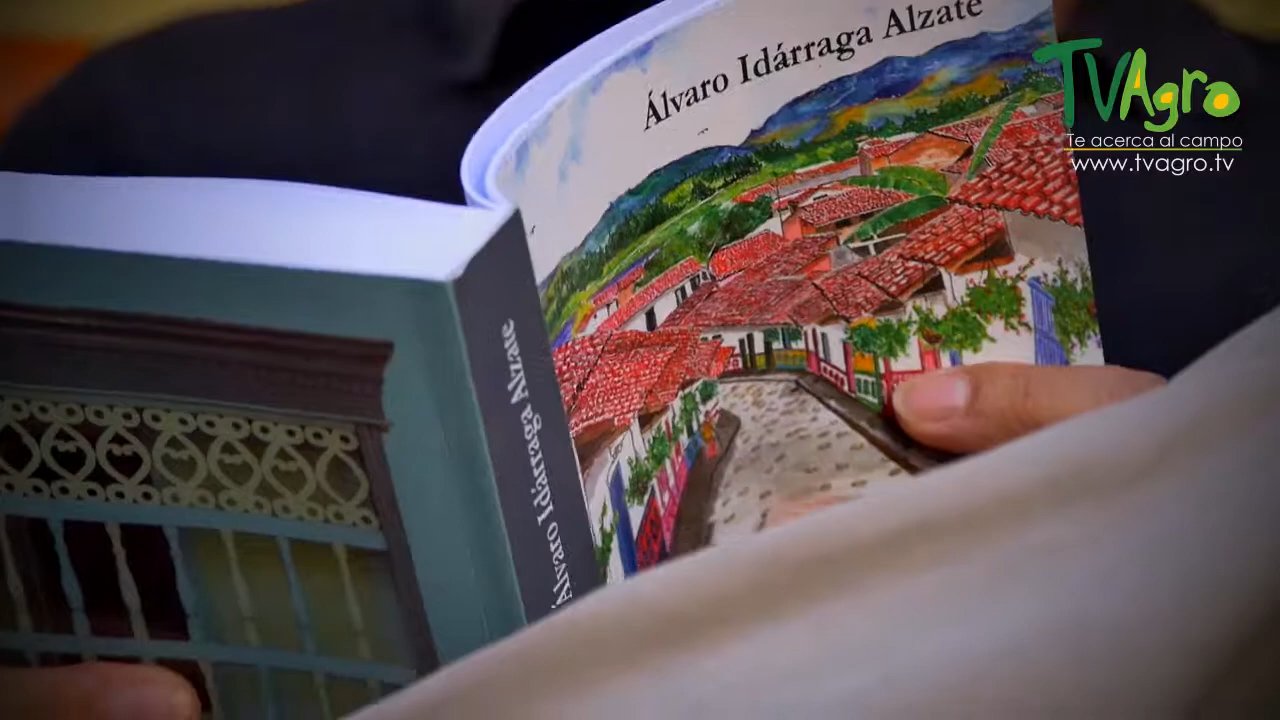 Álvaro Idárraga Alzate
TVAgro
Te acerca al campo
www.tvagro.tv
Álvaro Idárraga Alzate